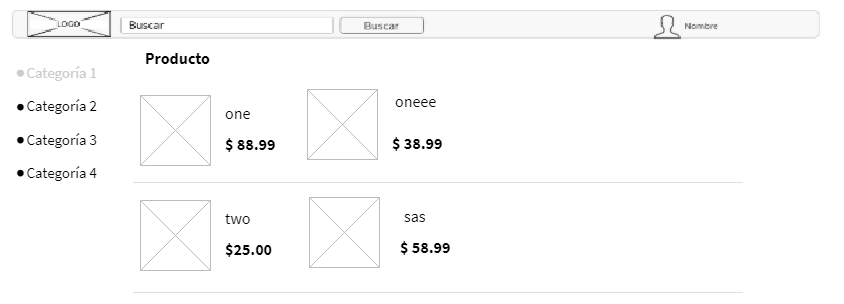 LOGO
Buscar
Buscar
Nombre
Producto
Categoría 1
Categoría 2
Categoría 3
Categoría 4
one
$ 88.99
oneee
$ 38.99
two
$25.00
sas
$ 58.99